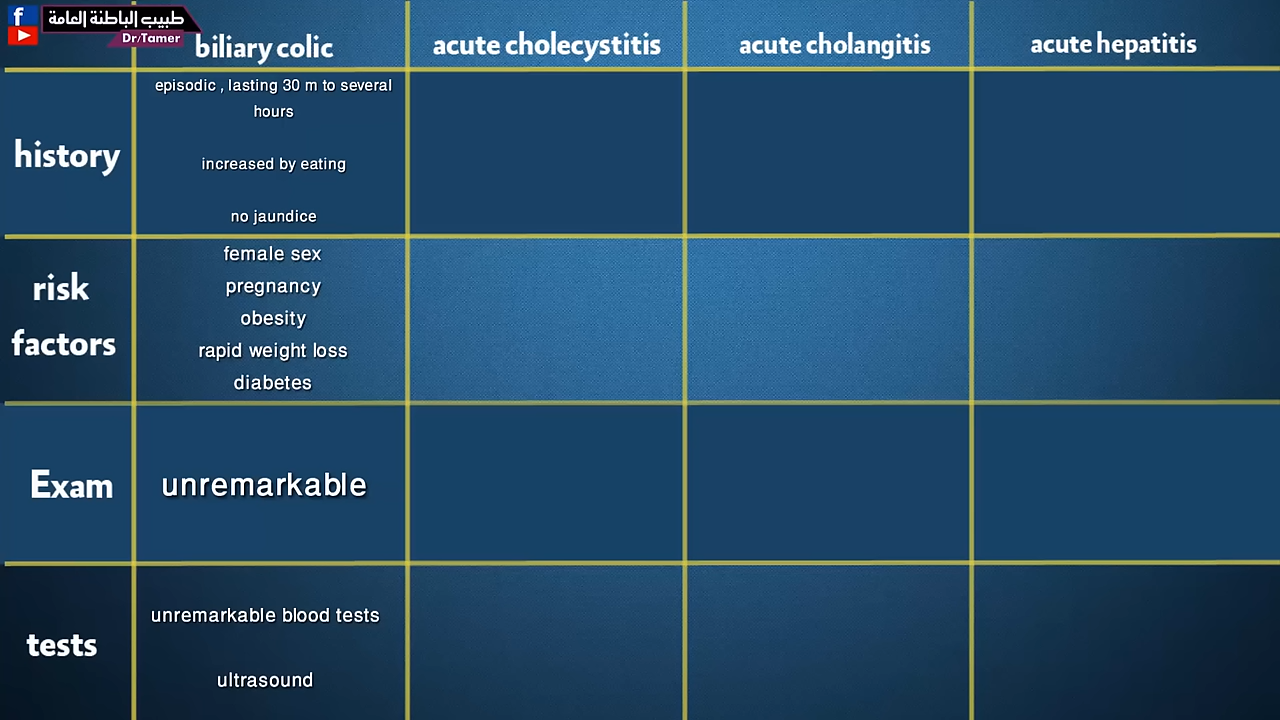 f
طبيب الباطنة العامة
Dr/Tamer
biliary colic
acute cholecystitis
acute cholangitis
acute hepatitis
history
episodic , lasting 30 m to several
hours
increased by eating
no jaundice
risk
factors
female sex
pregnancy
obesity
rapid weight loss
diabetes
Exam
unremarkable
tests
unremarkable blood tests
ultrasound